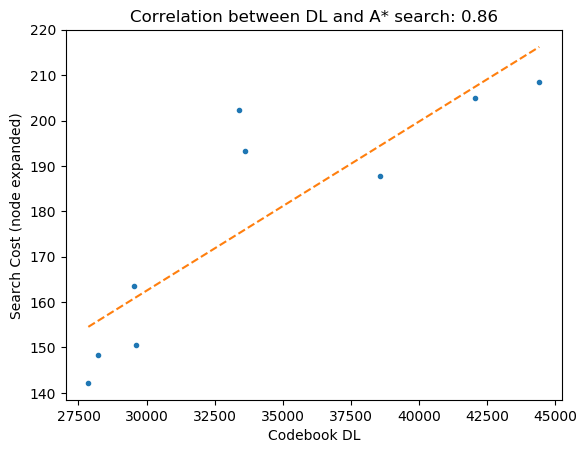 Correlation between DL and A* search: 0.86
220
210
200
190
180
170
160
150
140
Search Cost (node expanded)
27500 30000 32500 35000 37500 40000 42500 45000
Codebook DL